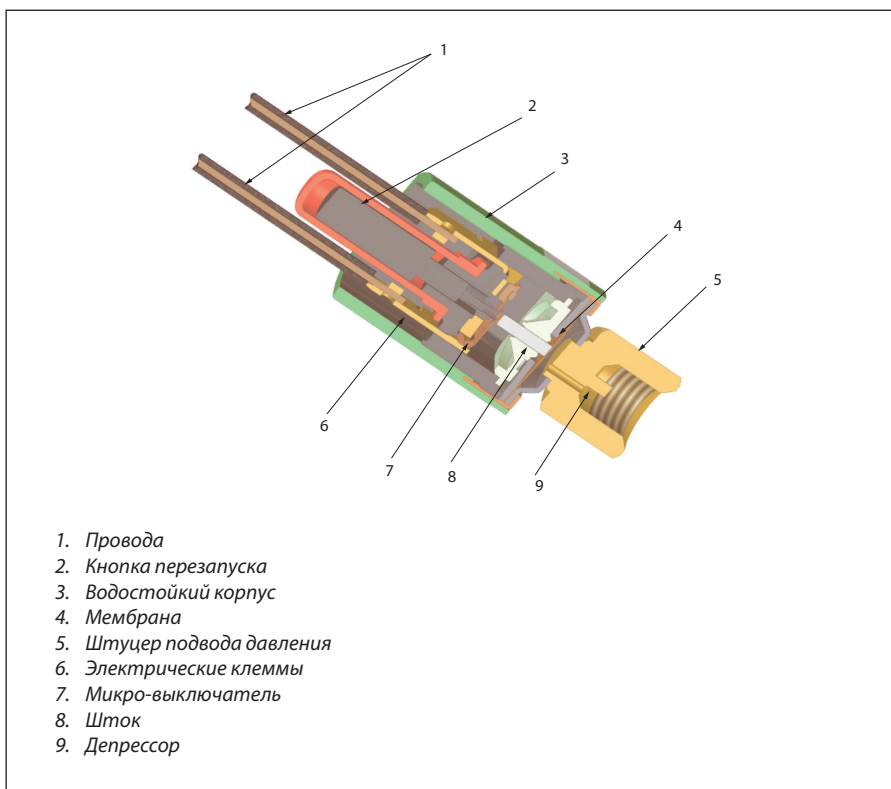 1
2
3
4
5
6
7
8
9
1. Провода
2. Кнопка перезапуска
3. Водостойкий корпус
4. Мембрана
5. Штуцер подвода давления
6. Электрические клеммы
7. Микро-выключатель
8. Шток
9. Депрессор